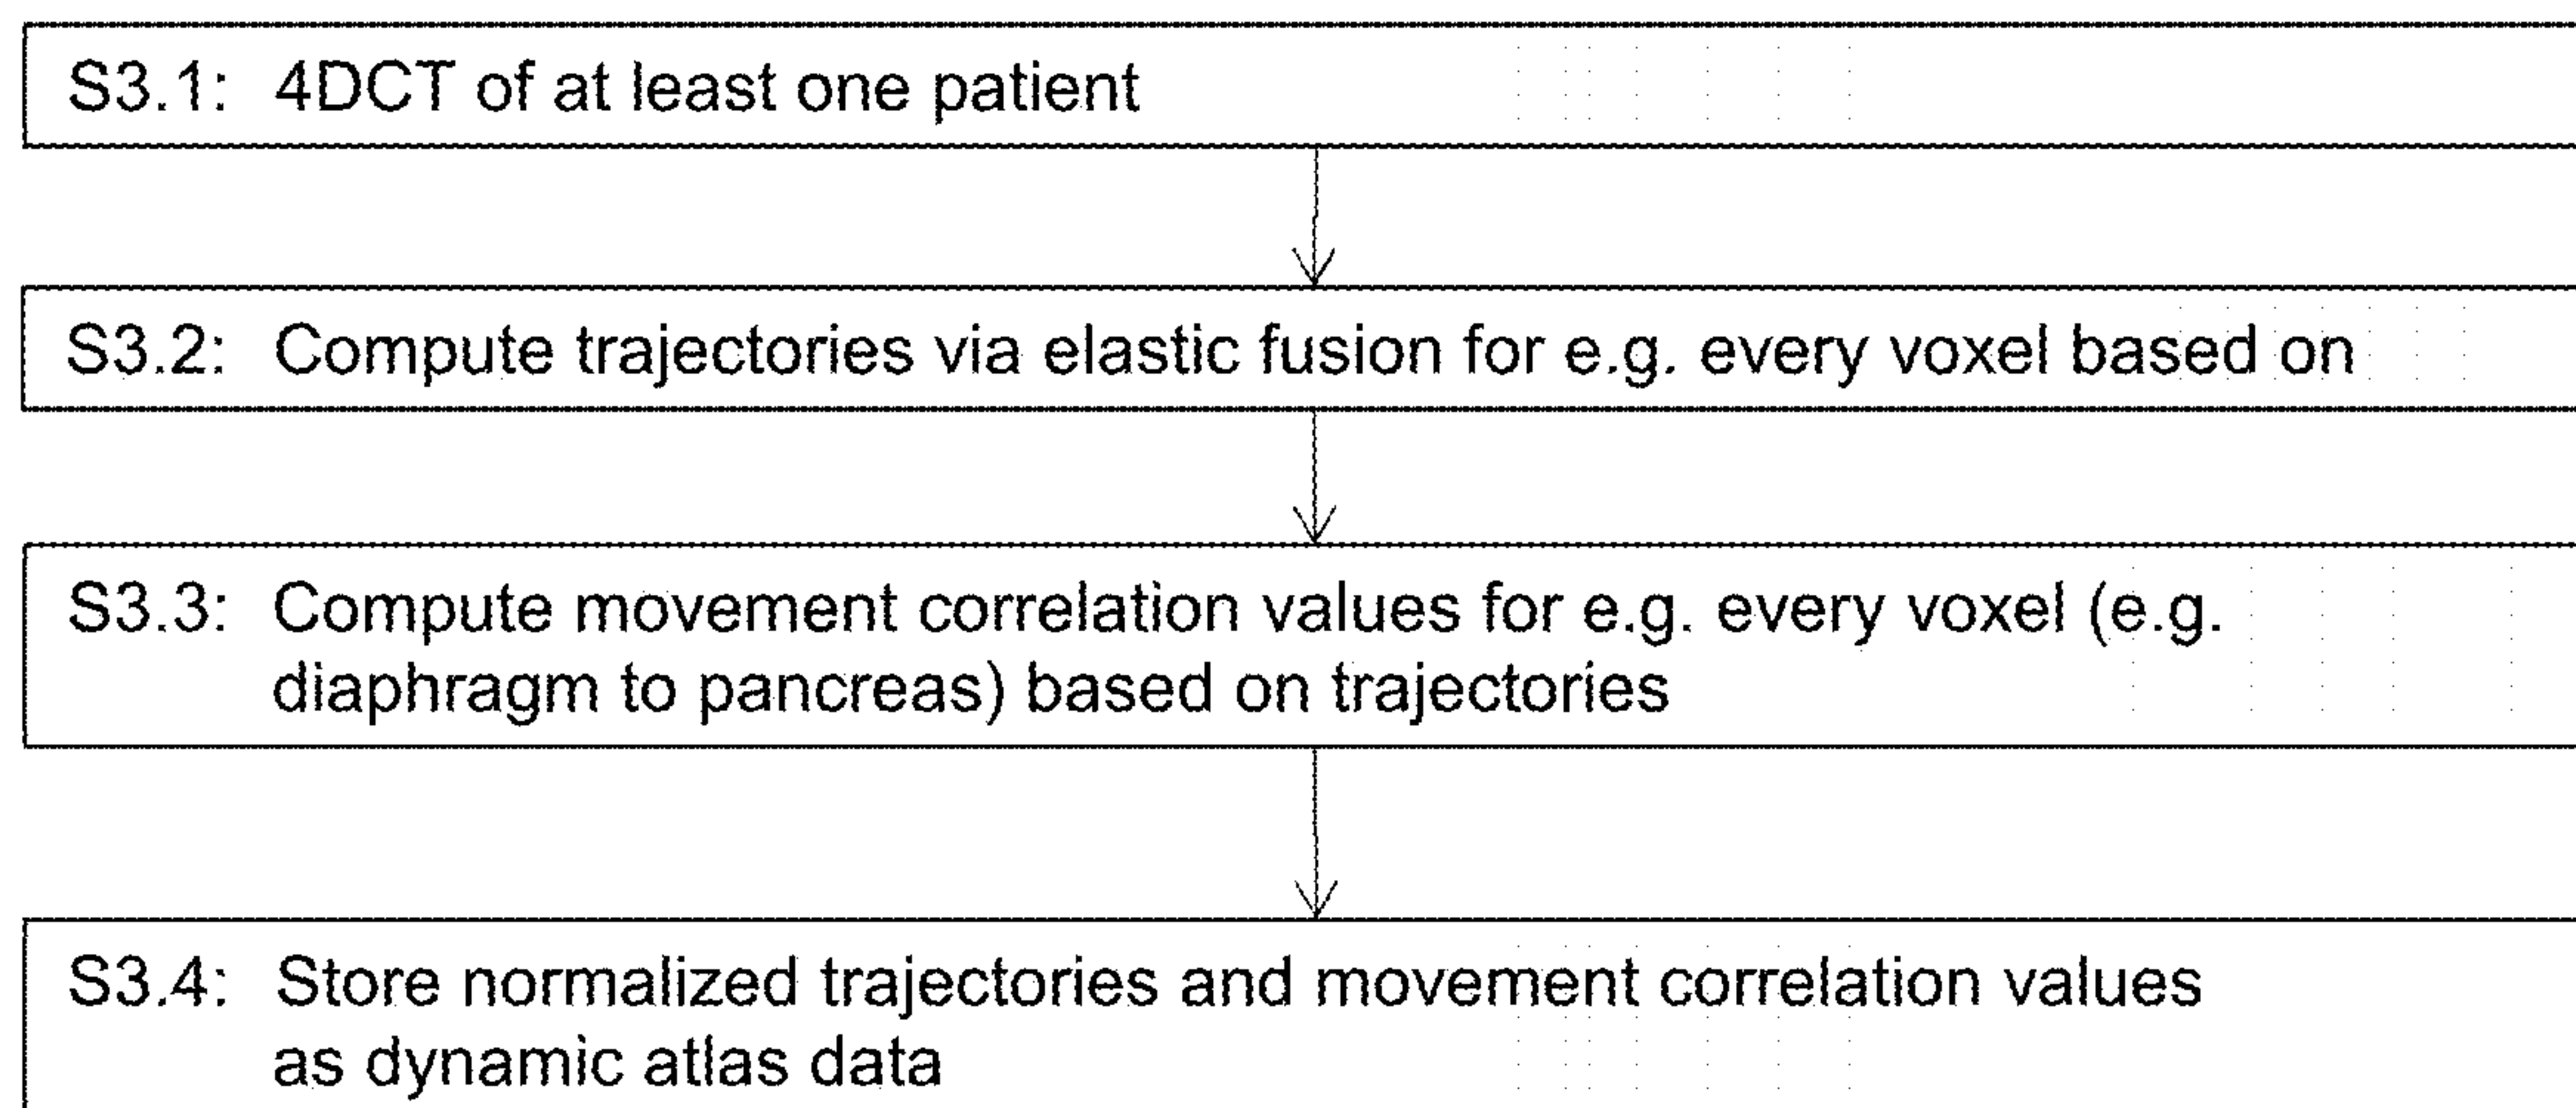 S3.1: 4DCT of at least one patient
S3.2: Compute trajectories via elastic fusion for e.g. every voxel based on
S3.3: Compute movement correlation values for e.g. every voxel (e.g.
diaphragm to pancreas) based on trajectories
S3.4: Store normalized trajectories and movement correlation values
as dynamic atlas data